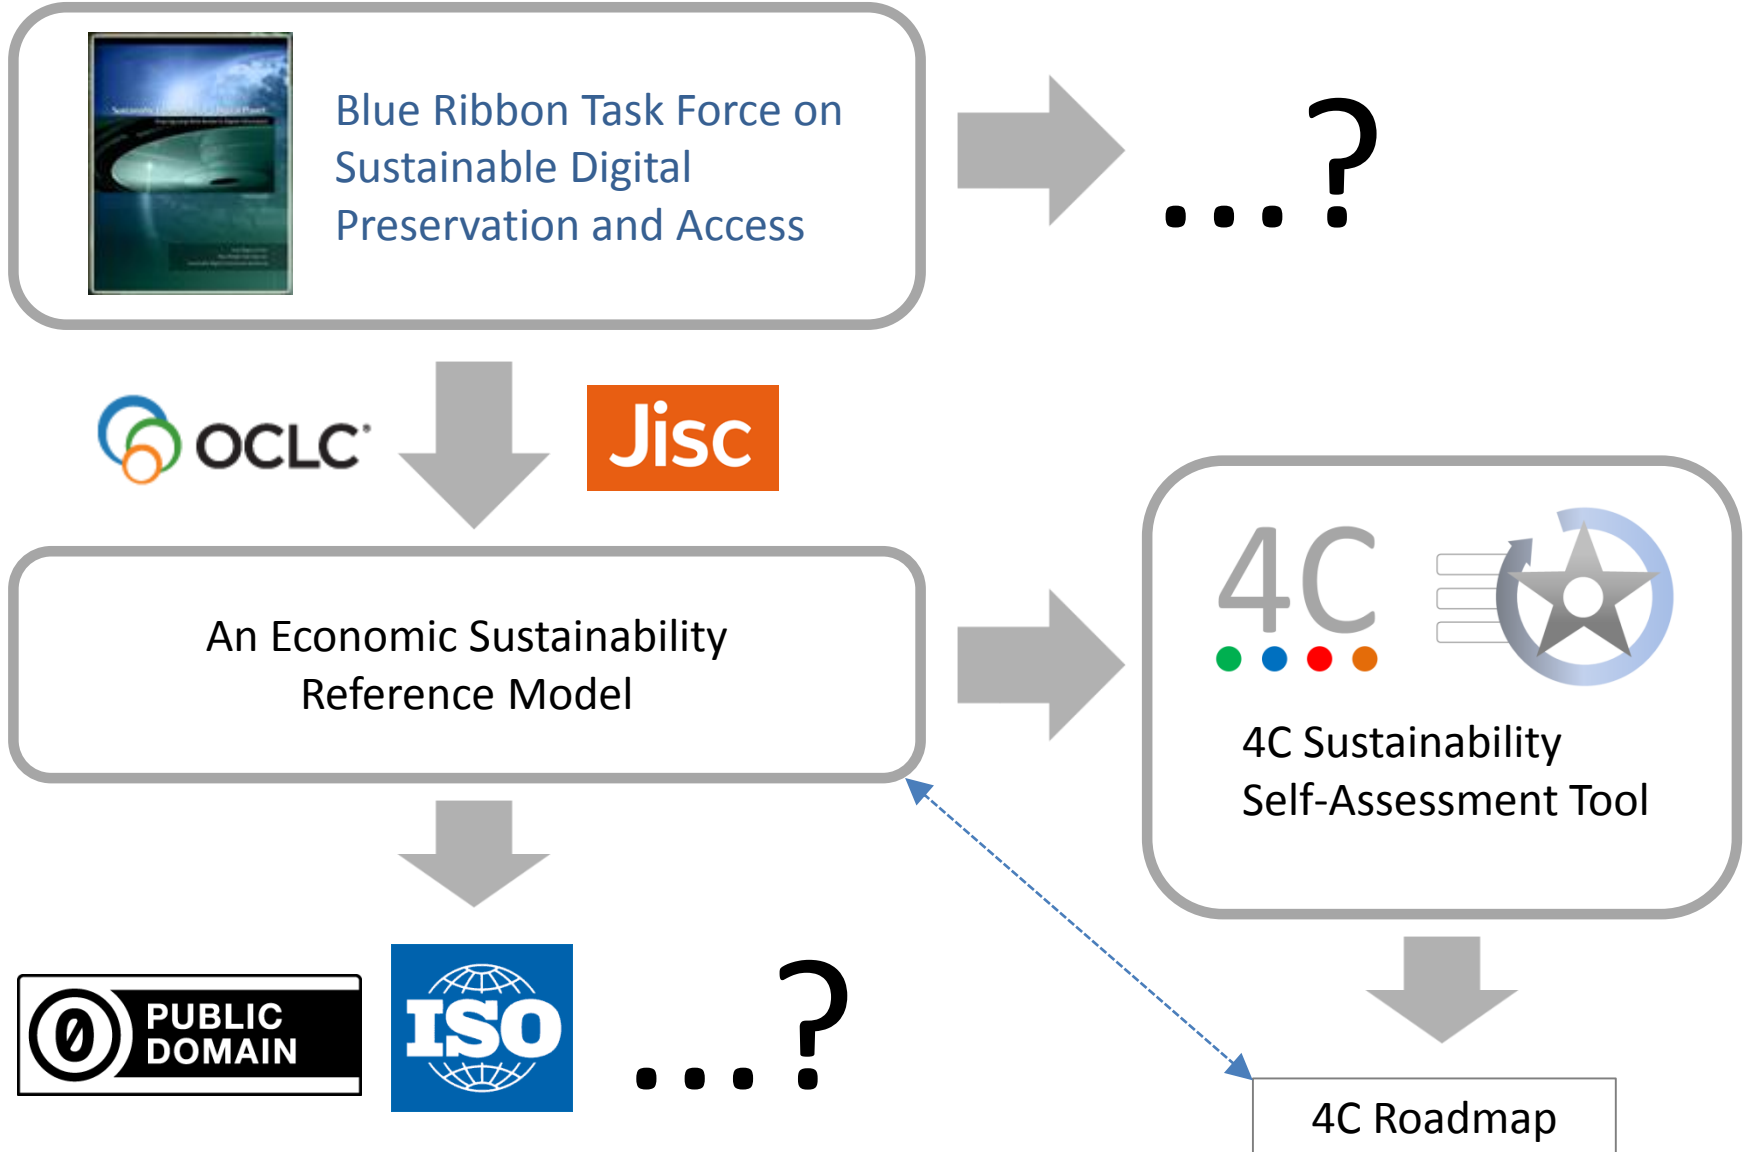 Blue Ribbon Task Force on
Sustainable Digital
Preservation and Access
...?
OCLC®
Jisc
An Economic Sustainability
Reference Model
4C
4C Sustainability
Self-Assessment Tool
0 PUBLIC
DOMAIN
ISO
...?
4C Roadmap